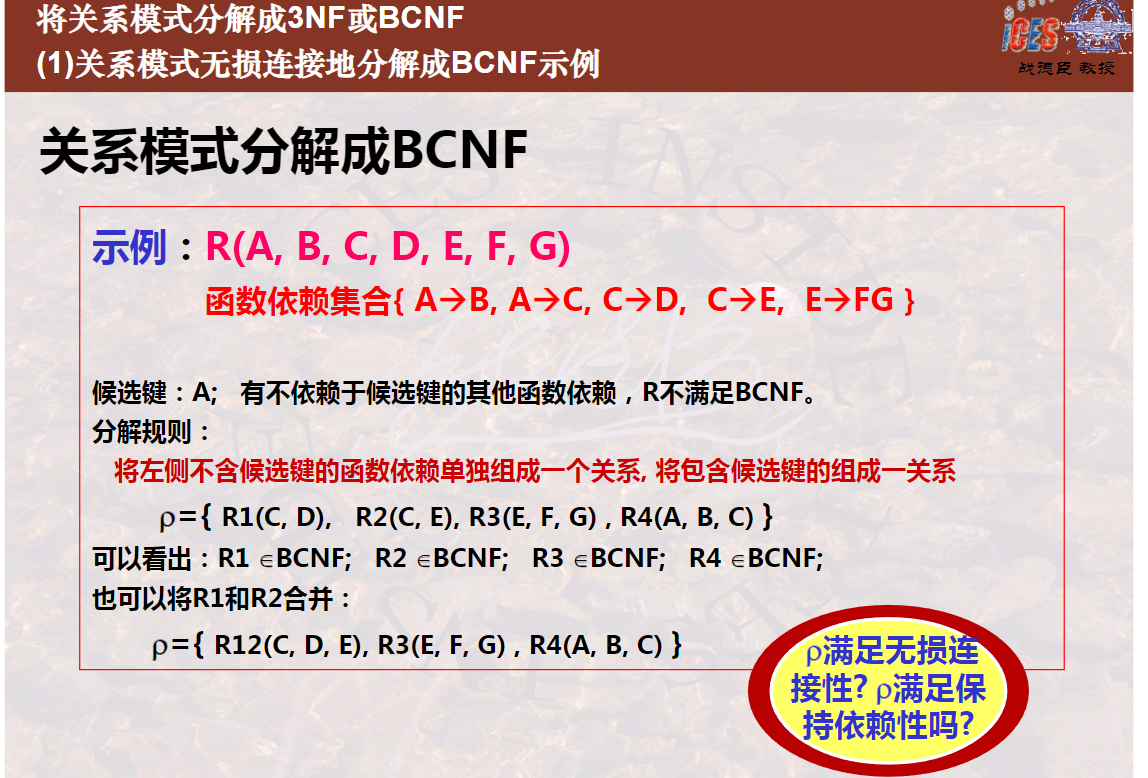 将关系模式分解成3NF或BCNF
(1)关系模式无损连接地分解成BCNF示例
iCES
战德臣 教授
关系模式分解成BCNF
示例：R(A, B, C, D, E, F, G)
函数依赖集合{ A→B, A→C, C→D, C→E, E→FG }
候选键：A; 有不依赖于候选键的其他函数依赖，R不满足BCNF。
分解规则：
将左侧不含候选键的函数依赖单独组成一个关系, 将包含候选键的组成一关系
ρ={ R1(C, D), R2(C, E), R3(E, F, G) , R4(A, B, C) }
可以看出：R1 ∈BCNF; R2 ∈BCNF; R3 ∈BCNF; R4 ∈BCNF;
也可以将R1和R2合并：
ρ={ R12(C, D, E), R3(E, F, G) , R4(A, B, C) }
ρ满足无损连
接性? ρ满足保
持依赖性吗?